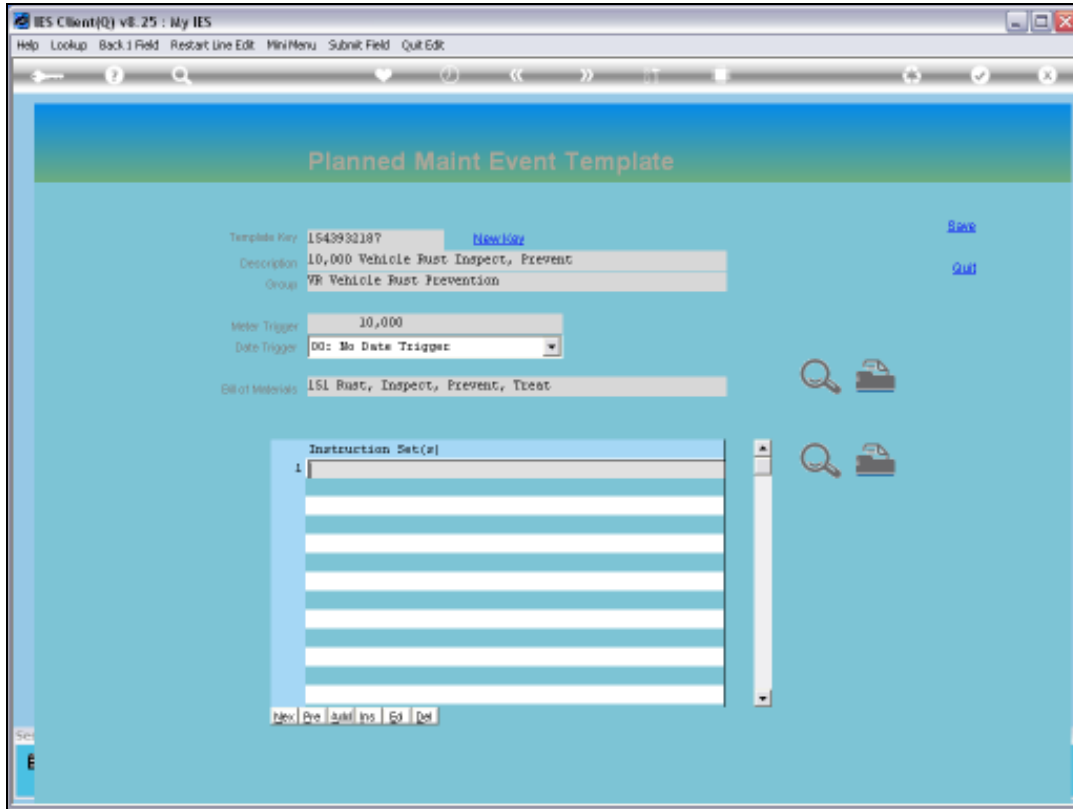 IES Client(Q) v8.25 : My IES
Help Lookup Back 1 Field Restart Line Edit MiniMenu Submit Field Quit Edit
Planned Maint Event Template
Template Key 1543932187 New Key
Save
Description 10,000 Vehicle Rust Inspect, Prevent
Quit
Group VR Vehicle Rust Prevention
Meter Trigger 10,000
Date Trigger 00: No Date Trigger
Bill of Materials 151 Rust, Inspect, Prevent, Treat
Instruction Set(s)
1
Nex Pre Add Ins Ed Del